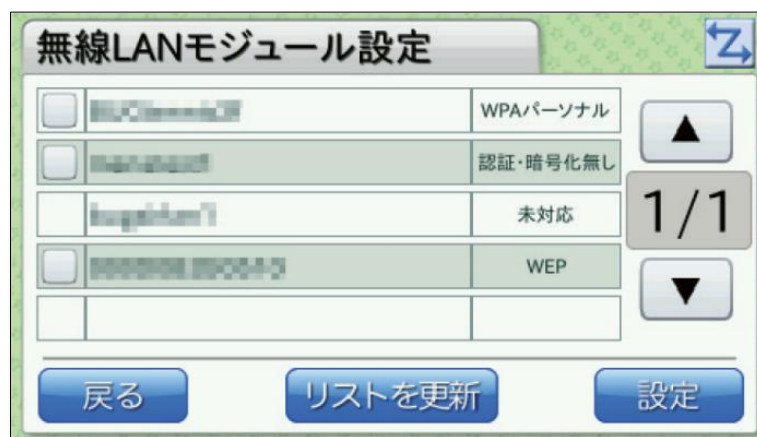 無線LANモジュール設定
WPAパーソナル
認証・暗号化無し
未対応
WEP
▲
1/1
▼
戻る
リストを更新
設定